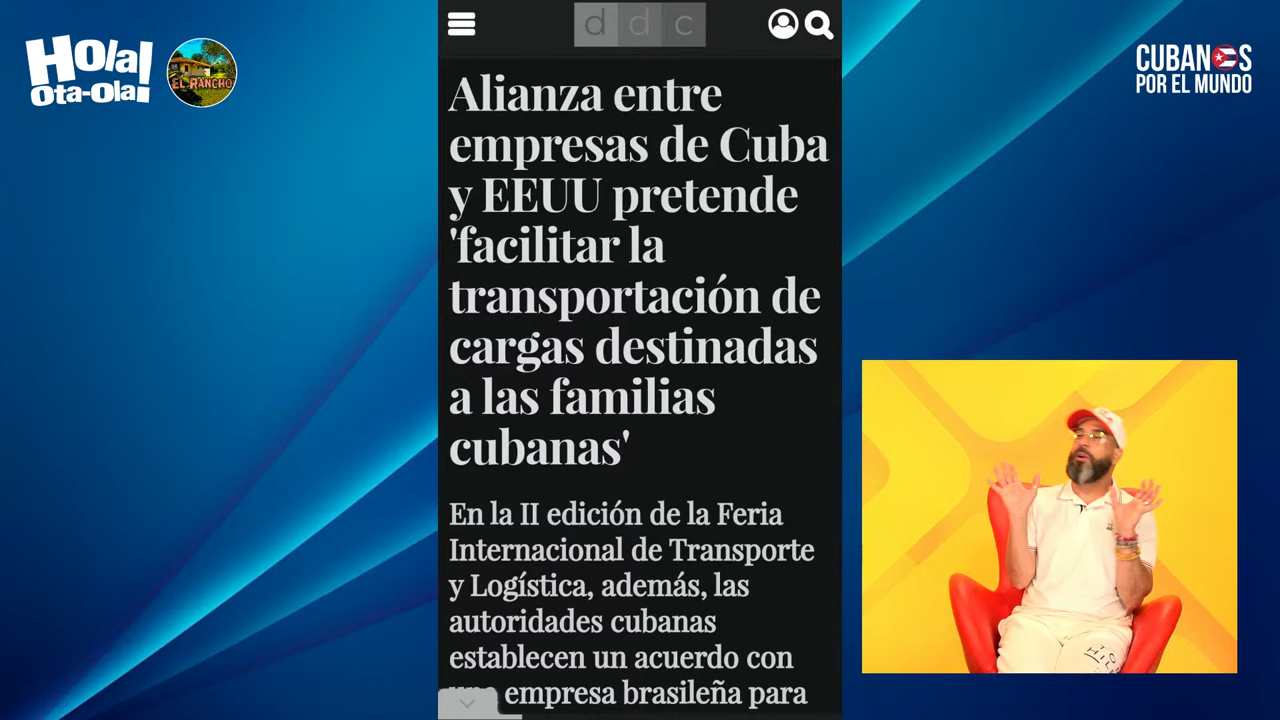 Hola!
Ota-Ola!
EL RANCHO
ddc
CUBANOS
POR EL MUNDO
Alianza entre
empresas de Cuba
y EEUU pretende
'facilitar la
transportación de
cargas destinadas
a las familias
cubanas'
En la II edición de la Feria
Internacional de Transporte
y Logística, además, las
autoridades cubanas
establecen un acuerdo con
empresa brasileña para